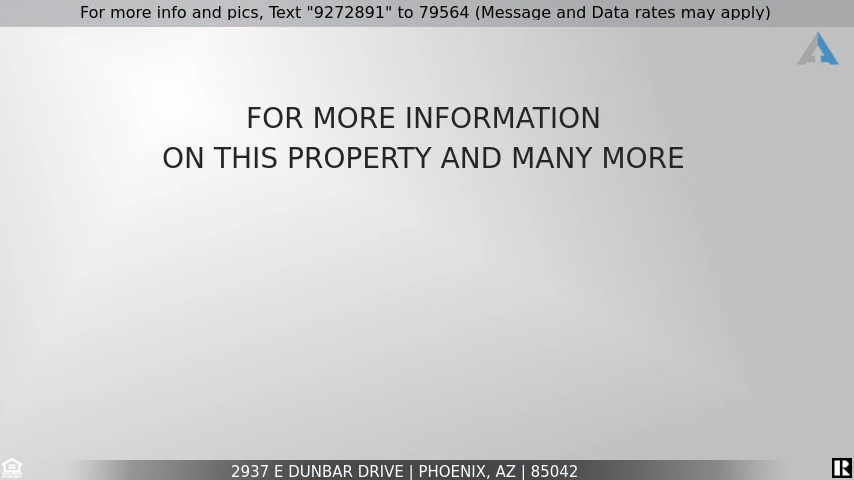 For more info and pics, Text "9272891" to 79564 (Message and Data rates may apply)
FOR MORE INFORMATION
ON THIS PROPERTY AND MANY MORE
2937 E DUNBAR DRIVE | PHOENIX, AZ | 85042